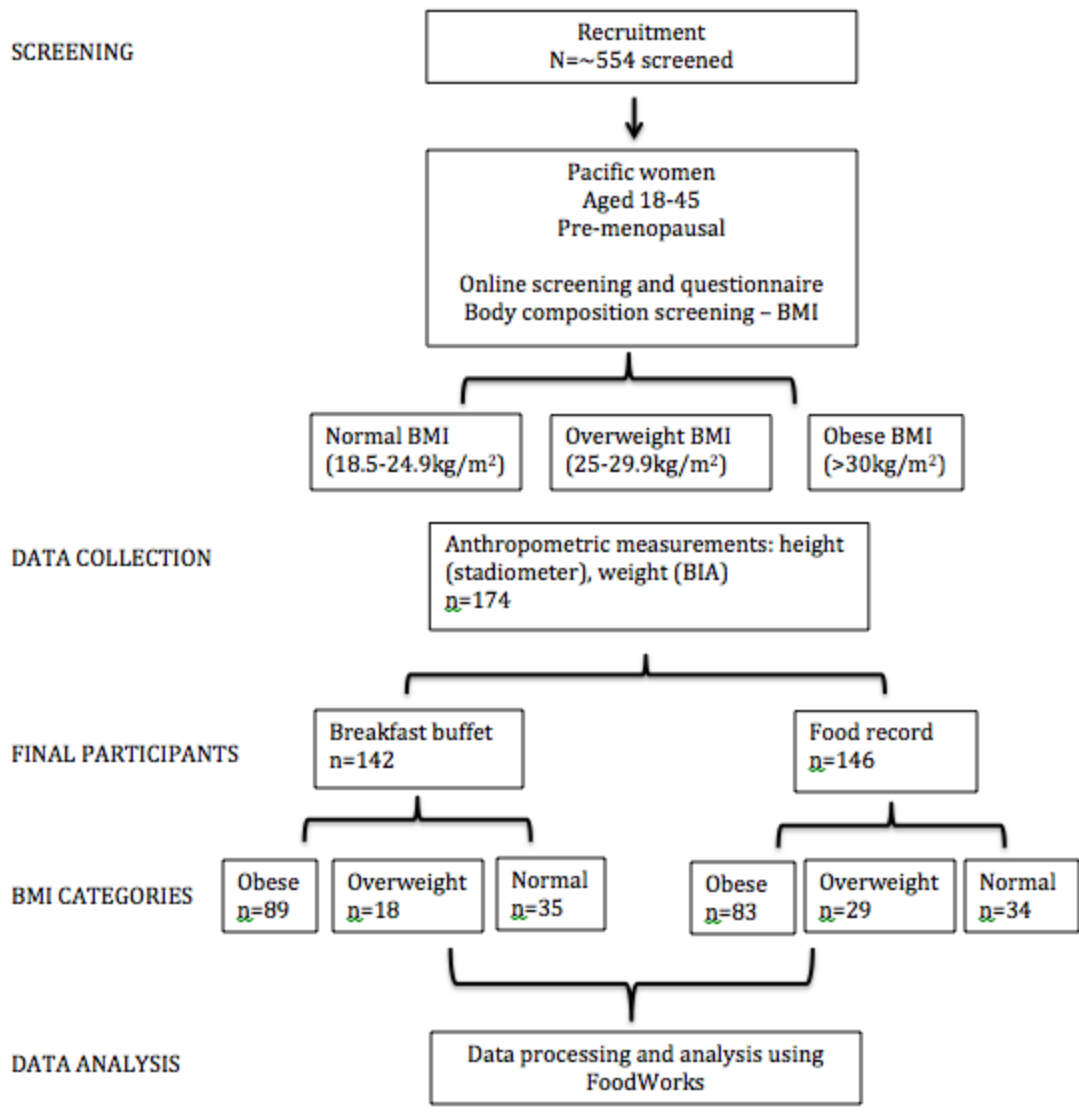 SCREENING
Recruitment
N=~554 screened
Pacific women
Aged 18-45
Pre-menopausal
Online screening and questionnaire
Body composition screening – BMI
Normal BMI
(18.5-24.9kg/m²)
Overweight BMI
(25-29.9kg/m²)
Obese BMI
(>30kg/m²)
DATA COLLECTION
Anthropometric measurements: height
(stadiometer), weight (BIA)
n=174
FINAL PARTICIPANTS
Breakfast buffet
n=142
Food record
n=146
BMI CATEGORIES
Obese
n=89
Overweight
n=18
Normal
n=35
Obese
n=83
Overweight
n=29
Normal
n=34
DATA ANALYSIS
Data processing and analysis using
FoodWorks